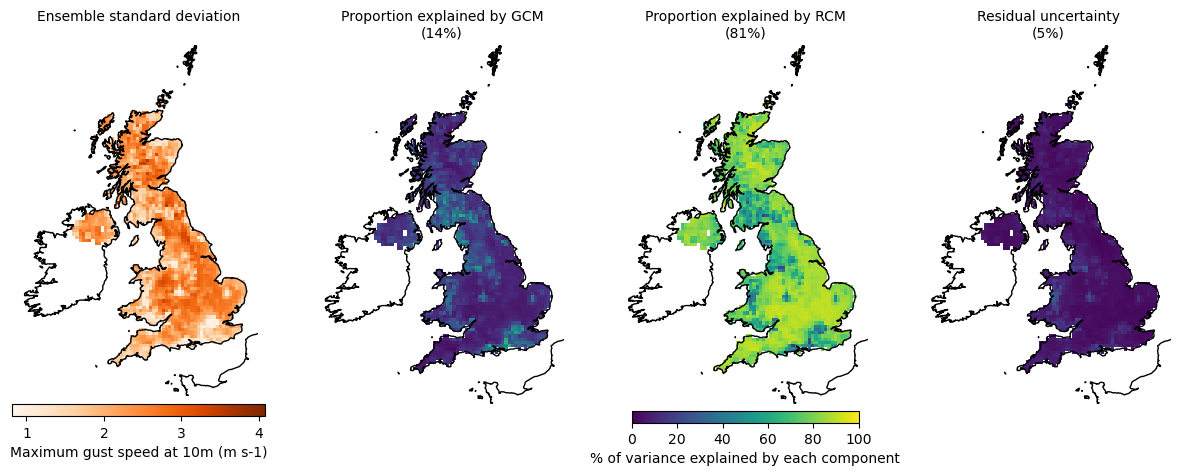 Ensemble standard deviation
Proportion explained by GCM
(14%)
Proportion explained by RCM
(81%)
Residual uncertainty
(5%)
1 2 3 4
Maximum gust speed at 10m (m s-1)
0 20 40 60 80 100
% of variance explained by each component